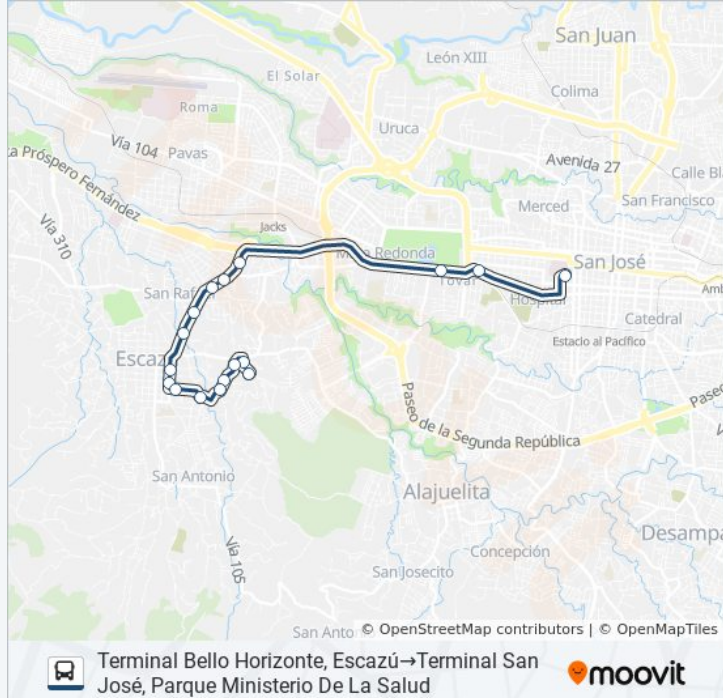 San Juan
León XIII
El Solar
Colima
Roma
Uruca
Vía 104
Pavas
Avenida 27
Calle Bl
Próspero Fernández
Merced
San Francisco
Vía 310
Jacks
Redonda
San José
San Rafa
Hospital
Amb
Catedral
Estacio al Pacífico
Escaz
Paseo de la Segunda República
Paseo
San Antonio
Alajuelita
Vía 105
Desampa
Concepción
San Josecito
San Anto
© OpenStreetMap contributors | © OpenMapTiles
Terminal Bello Horizonte, Escazú→Terminal San
José, Parque Ministerio De La Salud
moovit